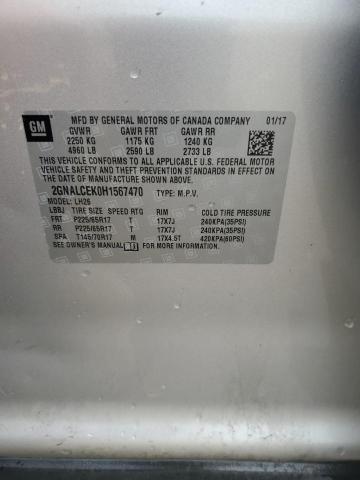 GM
MFD BY GENERAL MOTORS OF CANADA COMPANY 01/17
GVWR GAWR FRT GAWR RR
2250 KG 1175 KG 1240 KG
4960 LB 2590 LB 2733 LB
THIS VEHICLE CONFORMS TO ALL APPLICABLE U.S. FEDERAL MOTOR
VEHICLE SAFETY, BUMPER, AND THEFT PREVENTION STANDARDS IN
EFFECT ON THE DATE OF MANUFACTURE SHOWN ABOVE.
2GNALCEK0H1567470 TYPE: M.P.V.
MODEL: LH26
LBBJ TIRE SIZE SPEED RTG RIM COLD TIRE PRESSURE
FRT P225/65R17 T 17X7J 240KPA(35PSI)
RR P225/65R17 T 17X7J 240KPA(35PSI)
SPA T145/70R17 M 17X4.5T 420KPA(60PSI)
SEE OWNER'S MANUAL